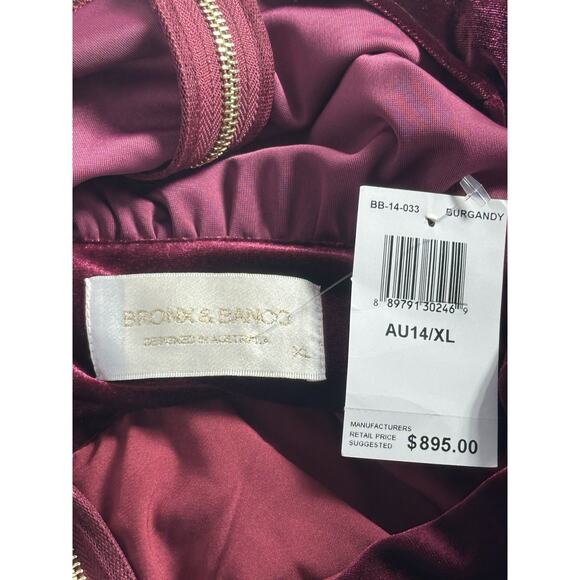 BB-14-033 BURGANDY
8 89791 30246 9
AU14/XL
MANUFACTURERS
RETAIL PRICE
SUGGESTED $895.00
BRONX & BANCO
DESIGNED IN AUSTRALIA
XL